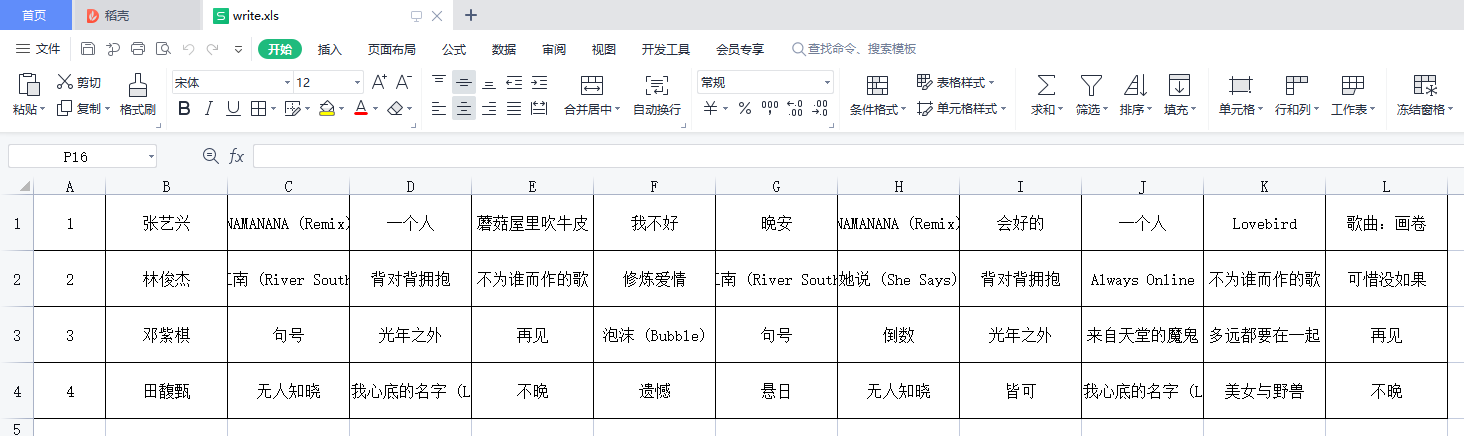 首页 稻壳 write.xls
文件 开始 插入 页面布局 公式 数据 审阅 视图 开发工具 会员专享 查找命令、搜索模板
剪切 宋体 12 常规 表格样式
粘贴 复制 格式刷 B I U A 合并居中 自动换行 ¥ % 条件格式 单元格样式 求和 筛选 排序 填充 单元格 行和列 工作表 冻结窗格
P16 fx
A B C D E F G H I J K L
1 1 张艺兴 NAMANANA (Remix) 一个人 蘑菇屋里吹牛皮 我不好 晚安 NAMANANA (Remix) 会好的 一个人 Lovebird 歌曲: 画卷
2 2 林俊杰 南 (River South 背对背拥抱 不为谁而作的歌 修炼爱情 南 (River South 她说 (She Says) 背对背拥抱 Always Online 不为谁而作的歌 可惜没如果
3 3 邓紫棋 句号 光年之外 再见 泡沫 (Bubble) 句号 倒数 光年之外 来自天堂的魔鬼 多远都要在一起 再见
4 4 田馥甄 无人知晓 我心底的名字 (L 不晚 遗憾 悬日 无人知晓 皆可 我心底的名字 (L 美女与野兽 不晚
5